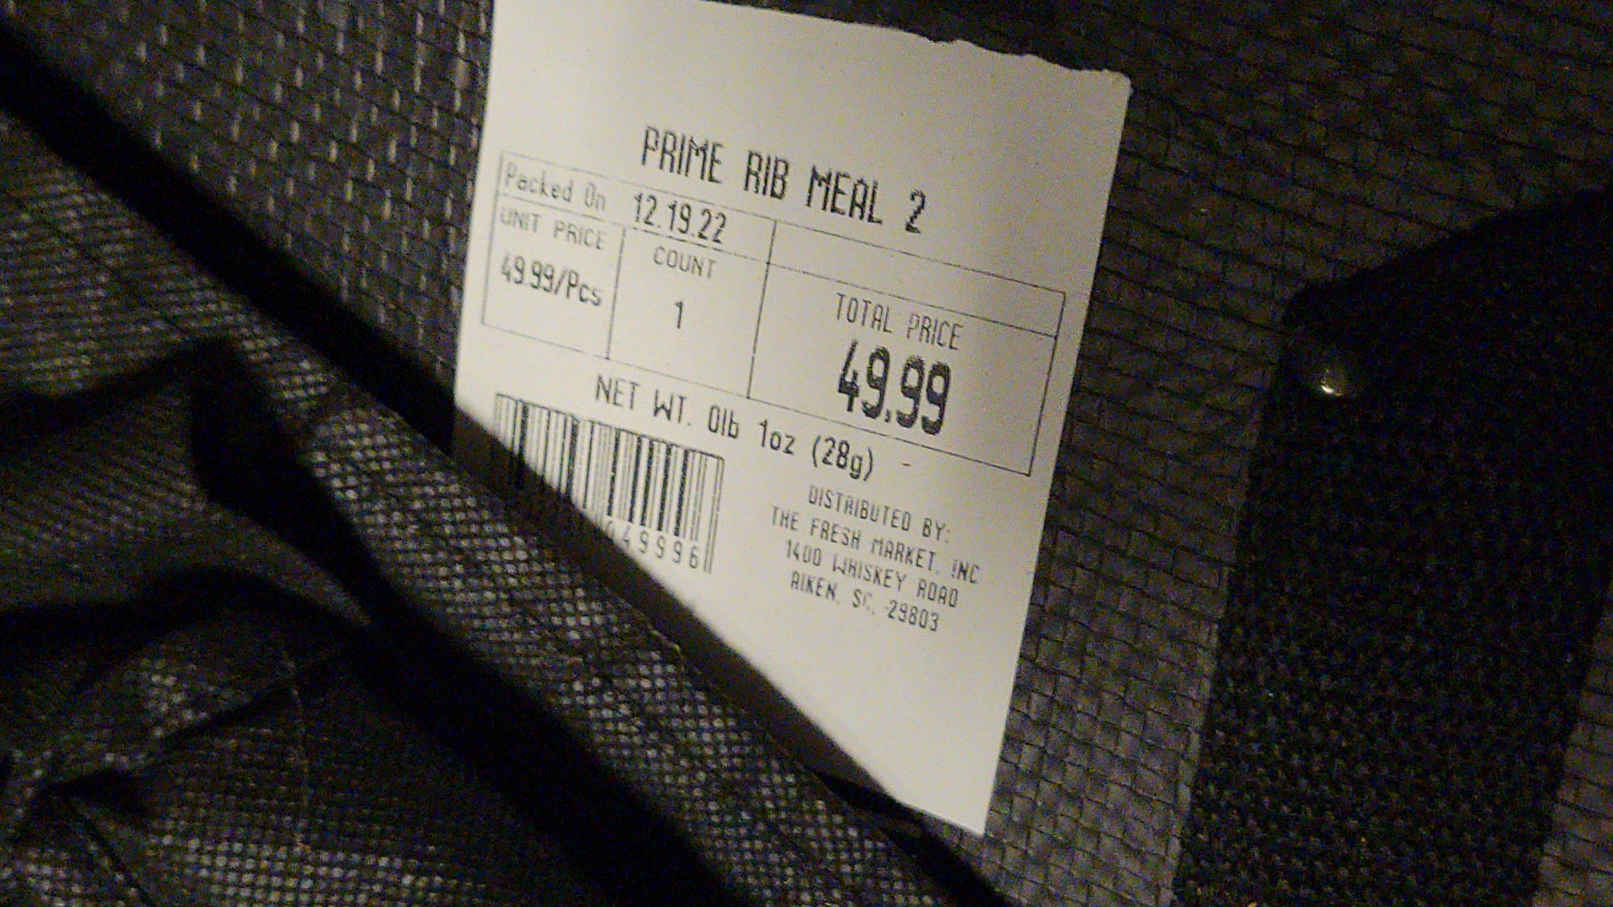 PRIME RIB MEAL 2
Packed On 12.19.22
UNIT PRICE COUNT TOTAL PRICE
49.99/Pcs 1 49.99
NET WT. 0lb 1oz (28g)
49996
DISTRIBUTED BY:
THE FRESH MARKET, INC
1400 WHISKEY ROAD
AIKEN, SC, 29803